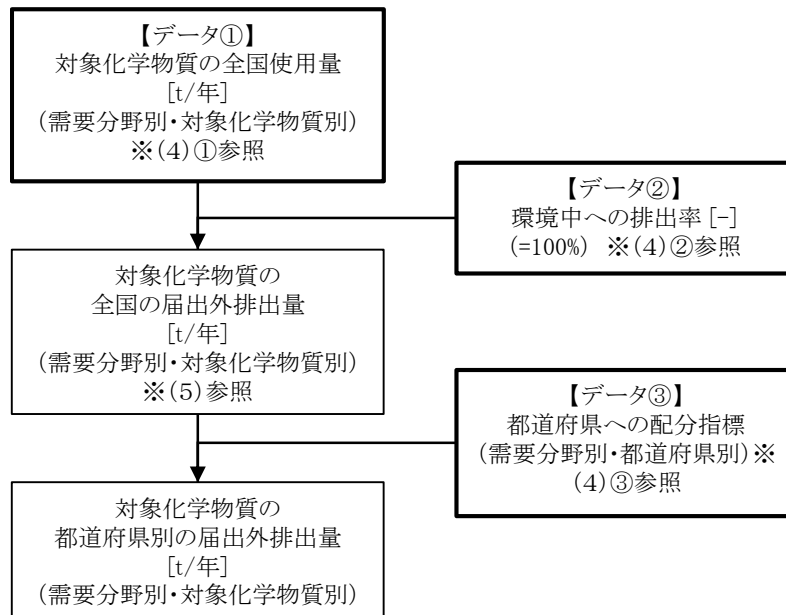 【データ①】
対象化学物質の全国使用量
[t/年]
(需要分野別・対象化学物質別)
※(4)①参照
【データ②】
環境中への排出率 [-]
(=100%) ※(4)②参照
対象化学物質の
全国の届出外排出量
[t/年]
(需要分野別・対象化学物質別)
※(5)参照
【データ③】
都道府県への配分指標
(需要分野別・都道府県別)※
(4)③参照
対象化学物質の
都道府県別の届出外排出量
[t/年]
(需要分野別・対象化学物質別)